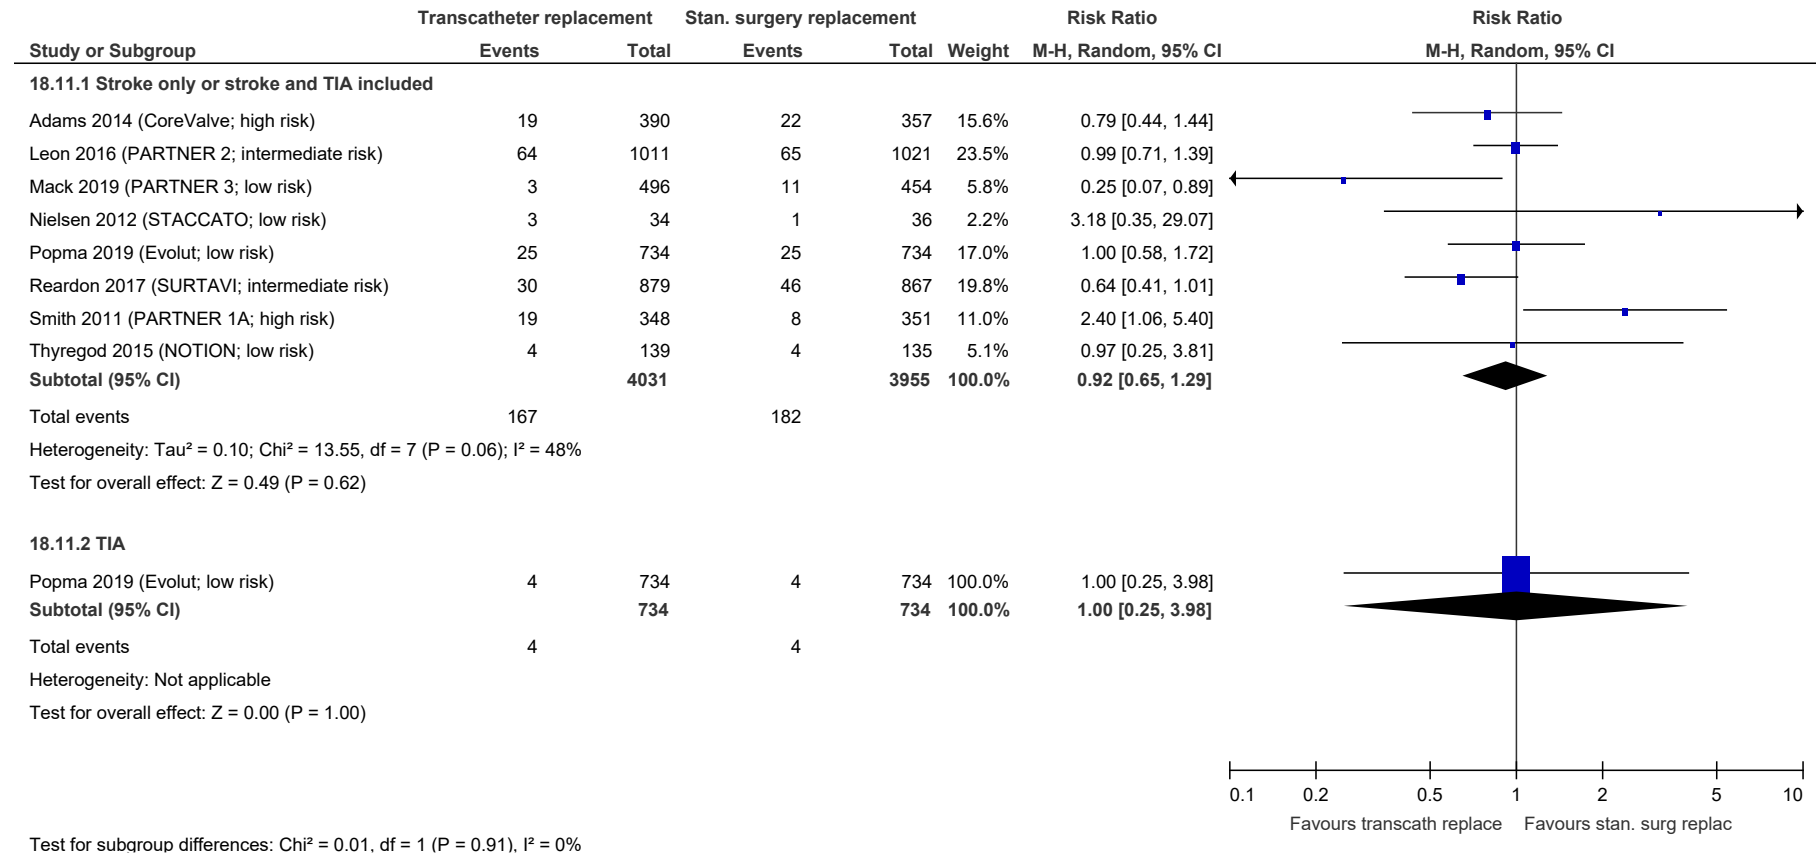 Transcatheter replacement Stan. surgery replacement Risk Ratio Risk Ratio
Study or Subgroup Events Total Events Total Weight M-H, Random, 95% CI M-H, Random, 95% CI
18.11.1 Stroke only or stroke and TIA included
Adams 2014 (CoreValve; high risk) 19 390 22 357 15.6% 0.79 [0.44, 1.44]
Leon 2016 (PARTNER 2; intermediate risk) 64 1011 65 1021 23.5% 0.99 [0.71, 1.39]
Mack 2019 (PARTNER 3; low risk) 3 496 11 454 5.8% 0.25 [0.07, 0.89]
Nielsen 2012 (STACCATO; low risk) 3 34 1 36 2.2% 3.18 [0.35, 29.07]
Popma 2019 (Evolut; low risk) 25 734 25 734 17.0% 1.00 [0.58, 1.72]
Reardon 2017 (SURTAVI; intermediate risk) 30 879 46 867 19.8% 0.64 [0.41, 1.01]
Smith 2011 (PARTNER 1A; high risk) 19 348 8 351 11.0% 2.40 [1.06, 5.40]
Thyregod 2015 (NOTION; low risk) 4 139 4 135 5.1% 0.97 [0.25, 3.81]
Subtotal (95% CI) 4031 3955 100.0% 0.92 [0.65, 1.29]
Total events 167 182
Heterogeneity: Tau² = 0.10; Chi² = 13.55, df = 7 (P = 0.06); I² = 48%
Test for overall effect: Z = 0.49 (P = 0.62)
18.11.2 TIA
Popma 2019 (Evolut; low risk) 4 734 4 734 100.0% 1.00 [0.25, 3.98]
Subtotal (95% CI) 734 734 100.0% 1.00 [0.25, 3.98]
Total events 4 4
Heterogeneity: Not applicable
Test for overall effect: Z = 0.00 (P = 1.00)
0.1 0.2 0.5 1 2 5 10
Favours transcath replace Favours stan. surg replac
Test for subgroup differences: Chi² = 0.01, df = 1 (P = 0.91), I² = 0%